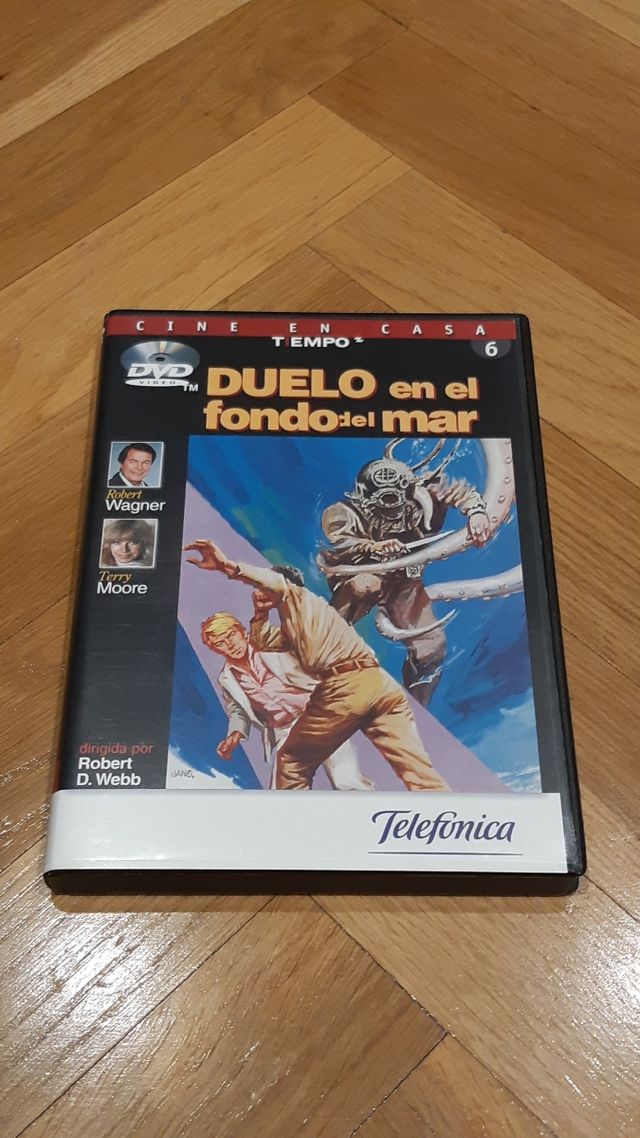 CINE EN CASA
TIEMPO
6
DVD
VIDEO
TM
DUELO en el
fondo del mar
Robert
Wagner
Terry
Moore
dirigida por
Robert
D. Webb
JANO.
Telefónica